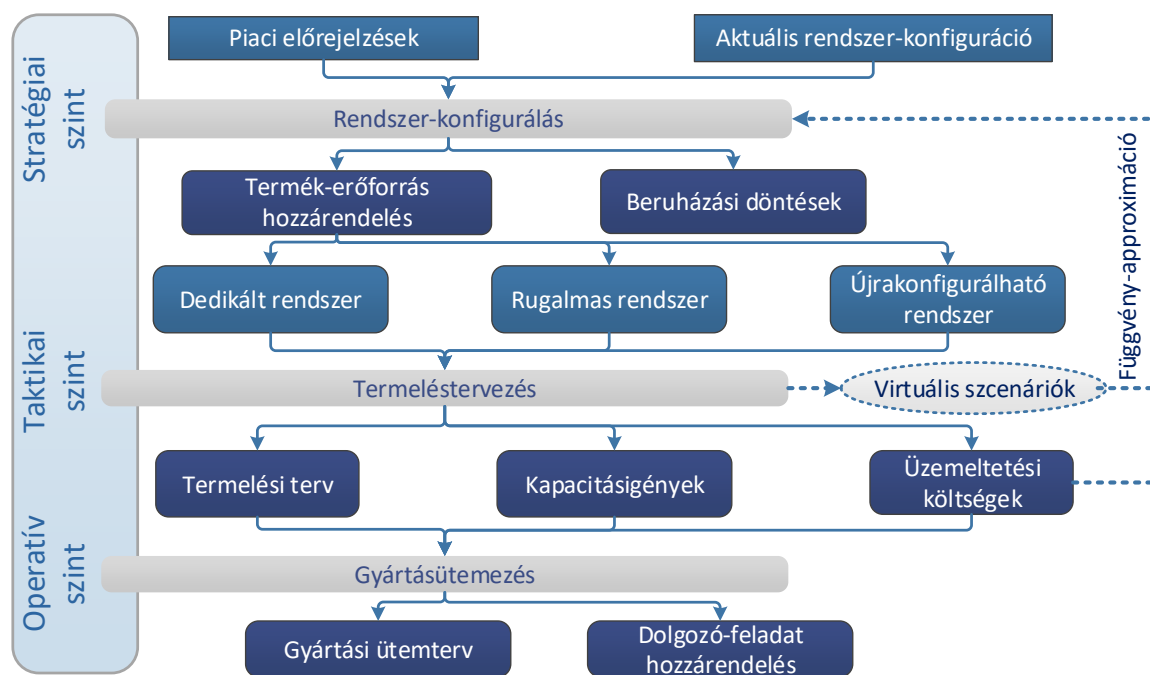 Stratégiai
szint
Taktikai
szint
Operatív
szint
Piaci előrejelzések
Aktuális rendszer-konfiguráció
Rendszer-konfigurálás
Termék-erőforrás
hozzárendelés
Beruházási döntések
Dedikált rendszer
Rugalmas rendszer
Újrakonfigurálható
rendszer
Függvény-approximáció
Termeléstervezés
Virtuális szcenáriók
Termelési terv
Kapacitásigények
Üzemeltetési
költségek
Gyártásütemezés
Gyártási ütemterv
Dolgozó-feladat
hozzárendelés